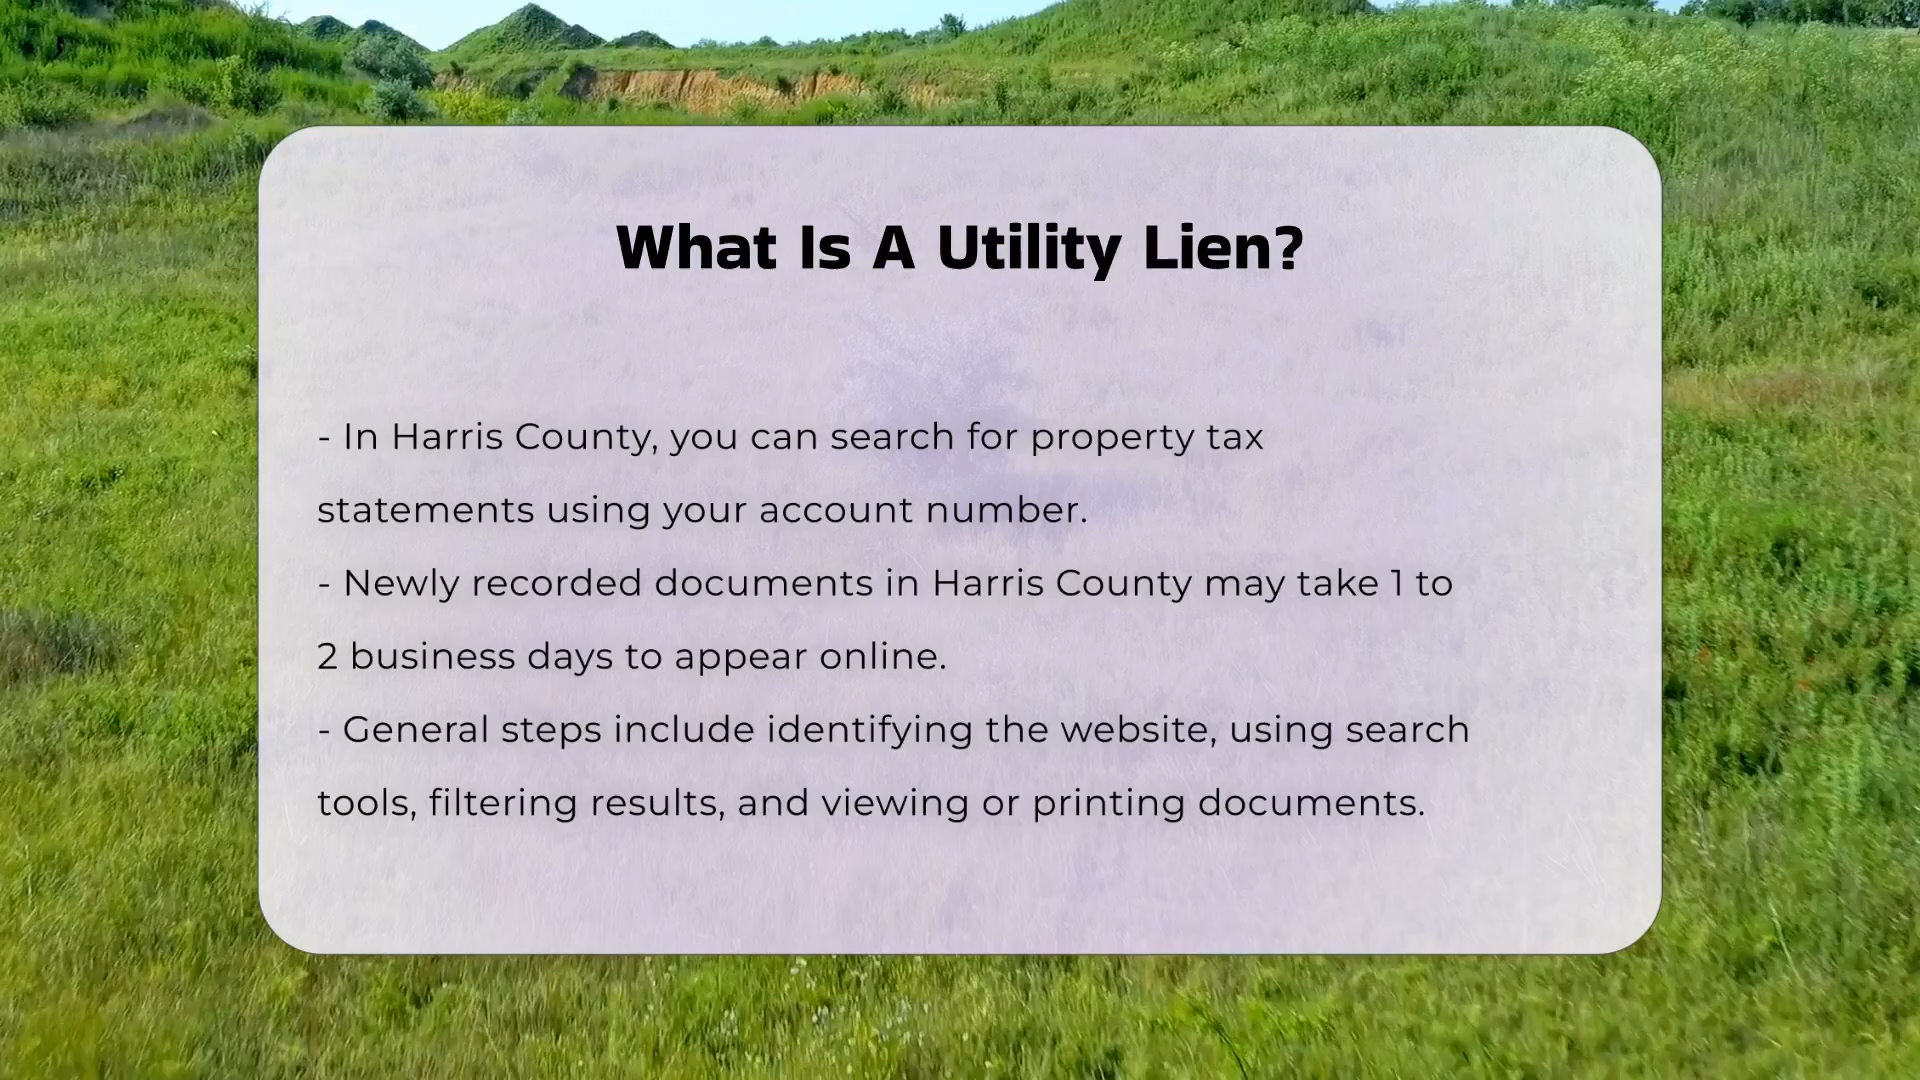 What Is A Utility Lien?
- In Harris County, you can search for property tax
statements using your account number.
- Newly recorded documents in Harris County may take 1 to
2 business days to appear online.
- General steps include identifying the website, using search
tools, filtering results, and viewing or printing documents.